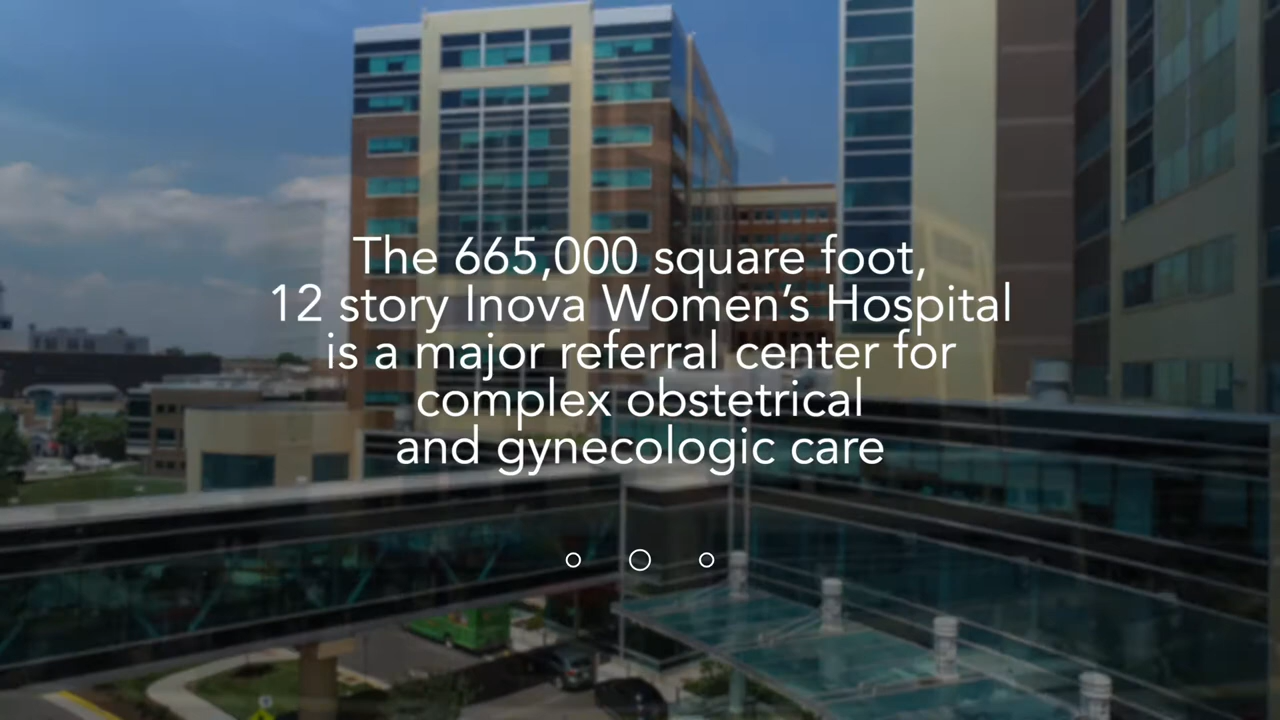 The 665,000 square foot,
12 story Inova Women’s Hospital
is a major referral center for
complex obstetrical
and gynecologic care